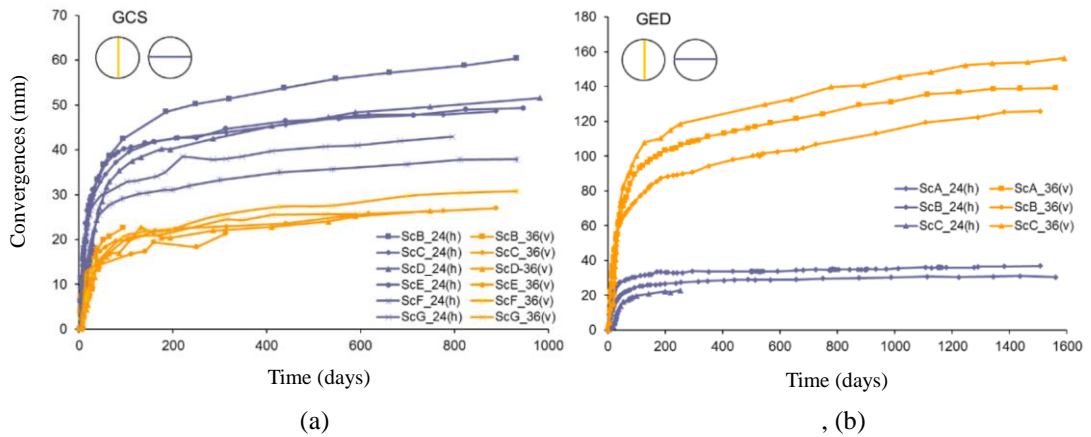 GCS
Convergences (mm)
70
60
50
40
30
20
10
0
0
200
400
600
800
1000
ScB_24(h) ScB_36(v)
ScC_24(h) ScC_36(v)
ScD_24(h) ScD-36(v)
ScE_24(h) ScE_36(v)
ScF_24(h) ScF_36(v)
ScG_24(h) ScG_36(v)
Time (days)
(a)
GED
180
160
140
120
100
80
60
40
20
0
0
200
400
600
800
1000
1200
1400
1600
ScA_24(h) ScA_36(v)
ScB_24(h) ScB_36(v)
ScC_24(h) ScC_36(v)
Time (days)
, (b)